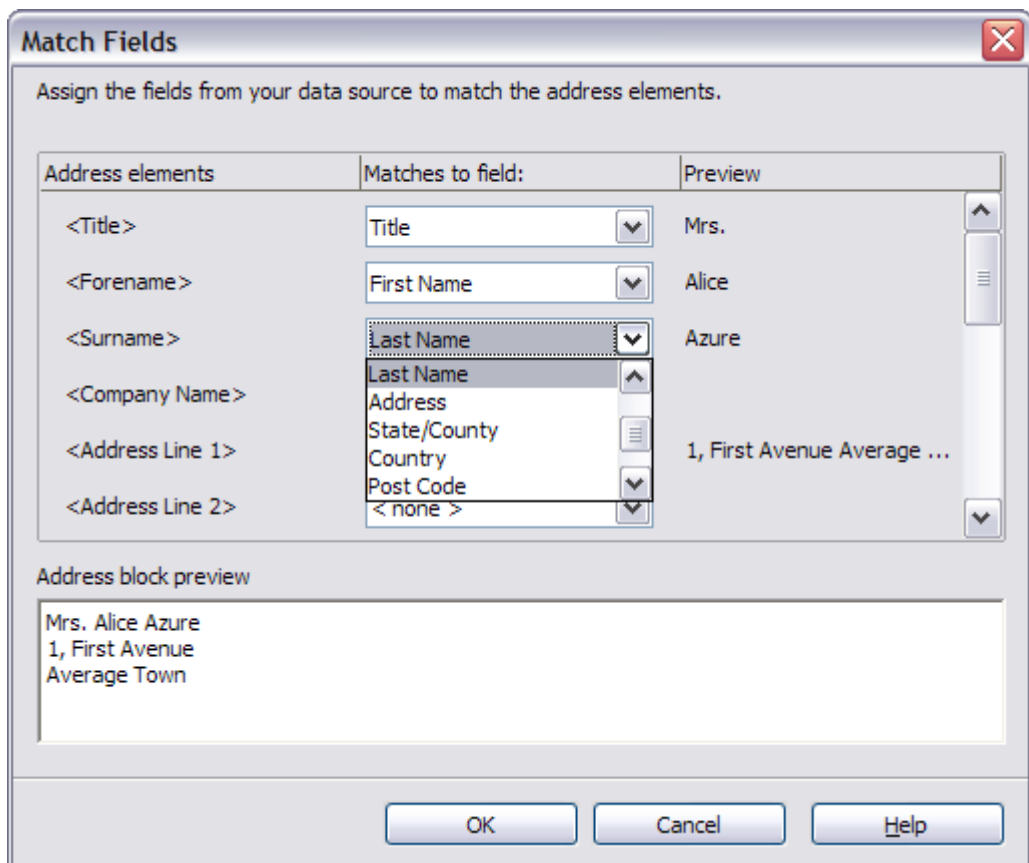 Match Fields
Assign the fields from your data source to match the address elements.
Address elements Matches to field: Preview
<Title> Title Mrs.
<Forename> First Name Alice
<Surname> Last Name Azure
Last Name
<Company Name> Address
State/County
<Address Line 1> Country 1, First Avenue Average ...
Post Code
<Address Line 2> < none >
Address block preview
Mrs. Alice Azure
1, First Avenue
Average Town
OK Cancel Help